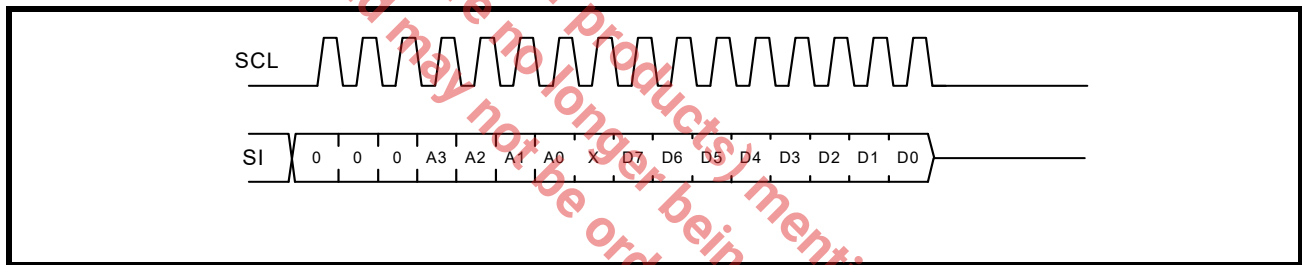 SCL
SI 0 0 0 A3 A2 A1 A0 X D7 D6 D5 D4 D3 D2 D1 D0
products) menti
no longer bein
may not be ord